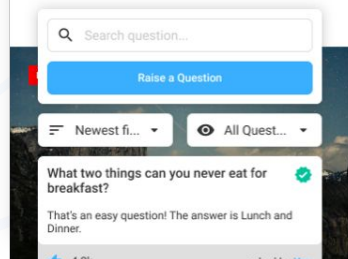 Search question...
Raise a Question
Newest fi...
All Quest...
What two things can you never eat for
breakfast?
That's an easy question! The answer is Lunch and
Dinner.